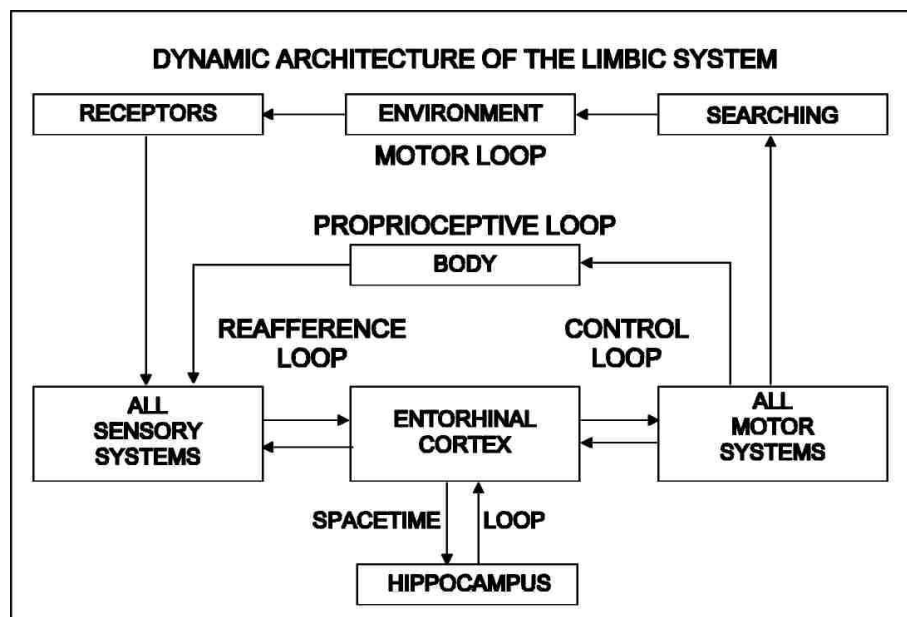 DYNAMIC ARCHITECTURE OF THE LIMBIC SYSTEM
RECEPTORS
ENVIRONMENT
SEARCHING
MOTOR LOOP
PROPRIOCEPTIVE LOOP
BODY
REAFFERENCE
LOOP
CONTROL
LOOP
ALL
SENSORY
SYSTEMS
ENTORHINAL
CORTEX
ALL
MOTOR
SYSTEMS
SPACETIME LOOP
HIPPOCAMPUS